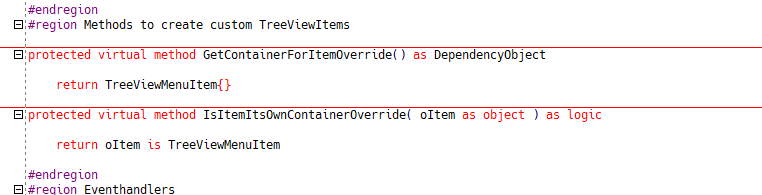 #endregion
#region Methods to create custom TreeViewItems
protected virtual method GetContainerForItemOverride() as DependencyObject
return TreeViewMenuItem{}
protected virtual method IsItemItsOwnContainerOverride( oItem as object ) as logic
return oItem is TreeViewMenuItem
#endregion
#region Eventhandlers